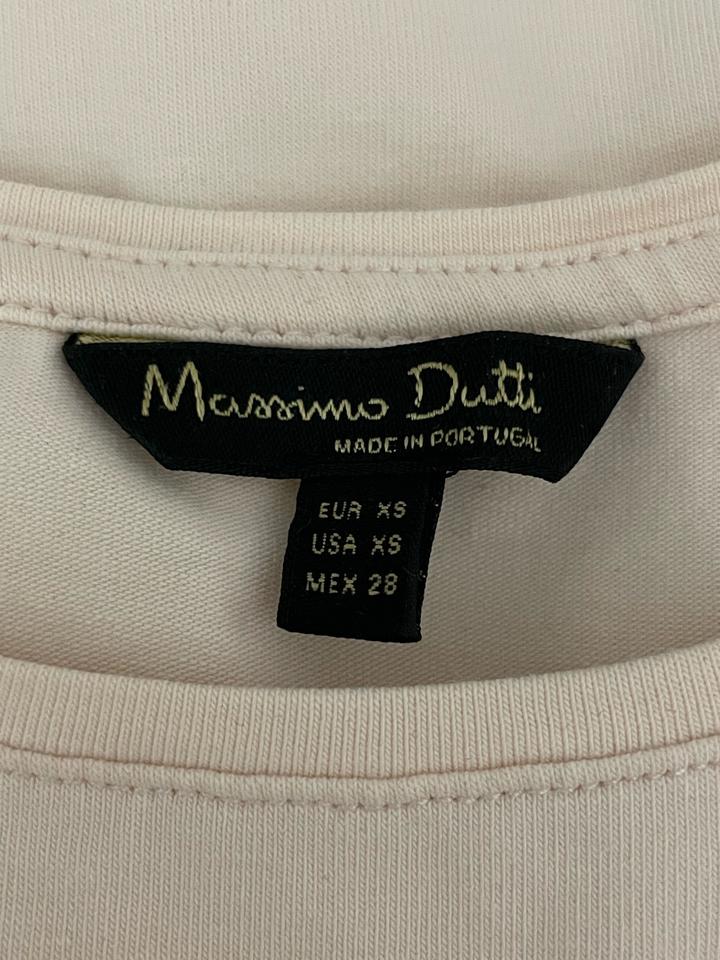 Massimo Dutti
MADE IN PORTUGAL
EUR XS
USA XS
MEX 28